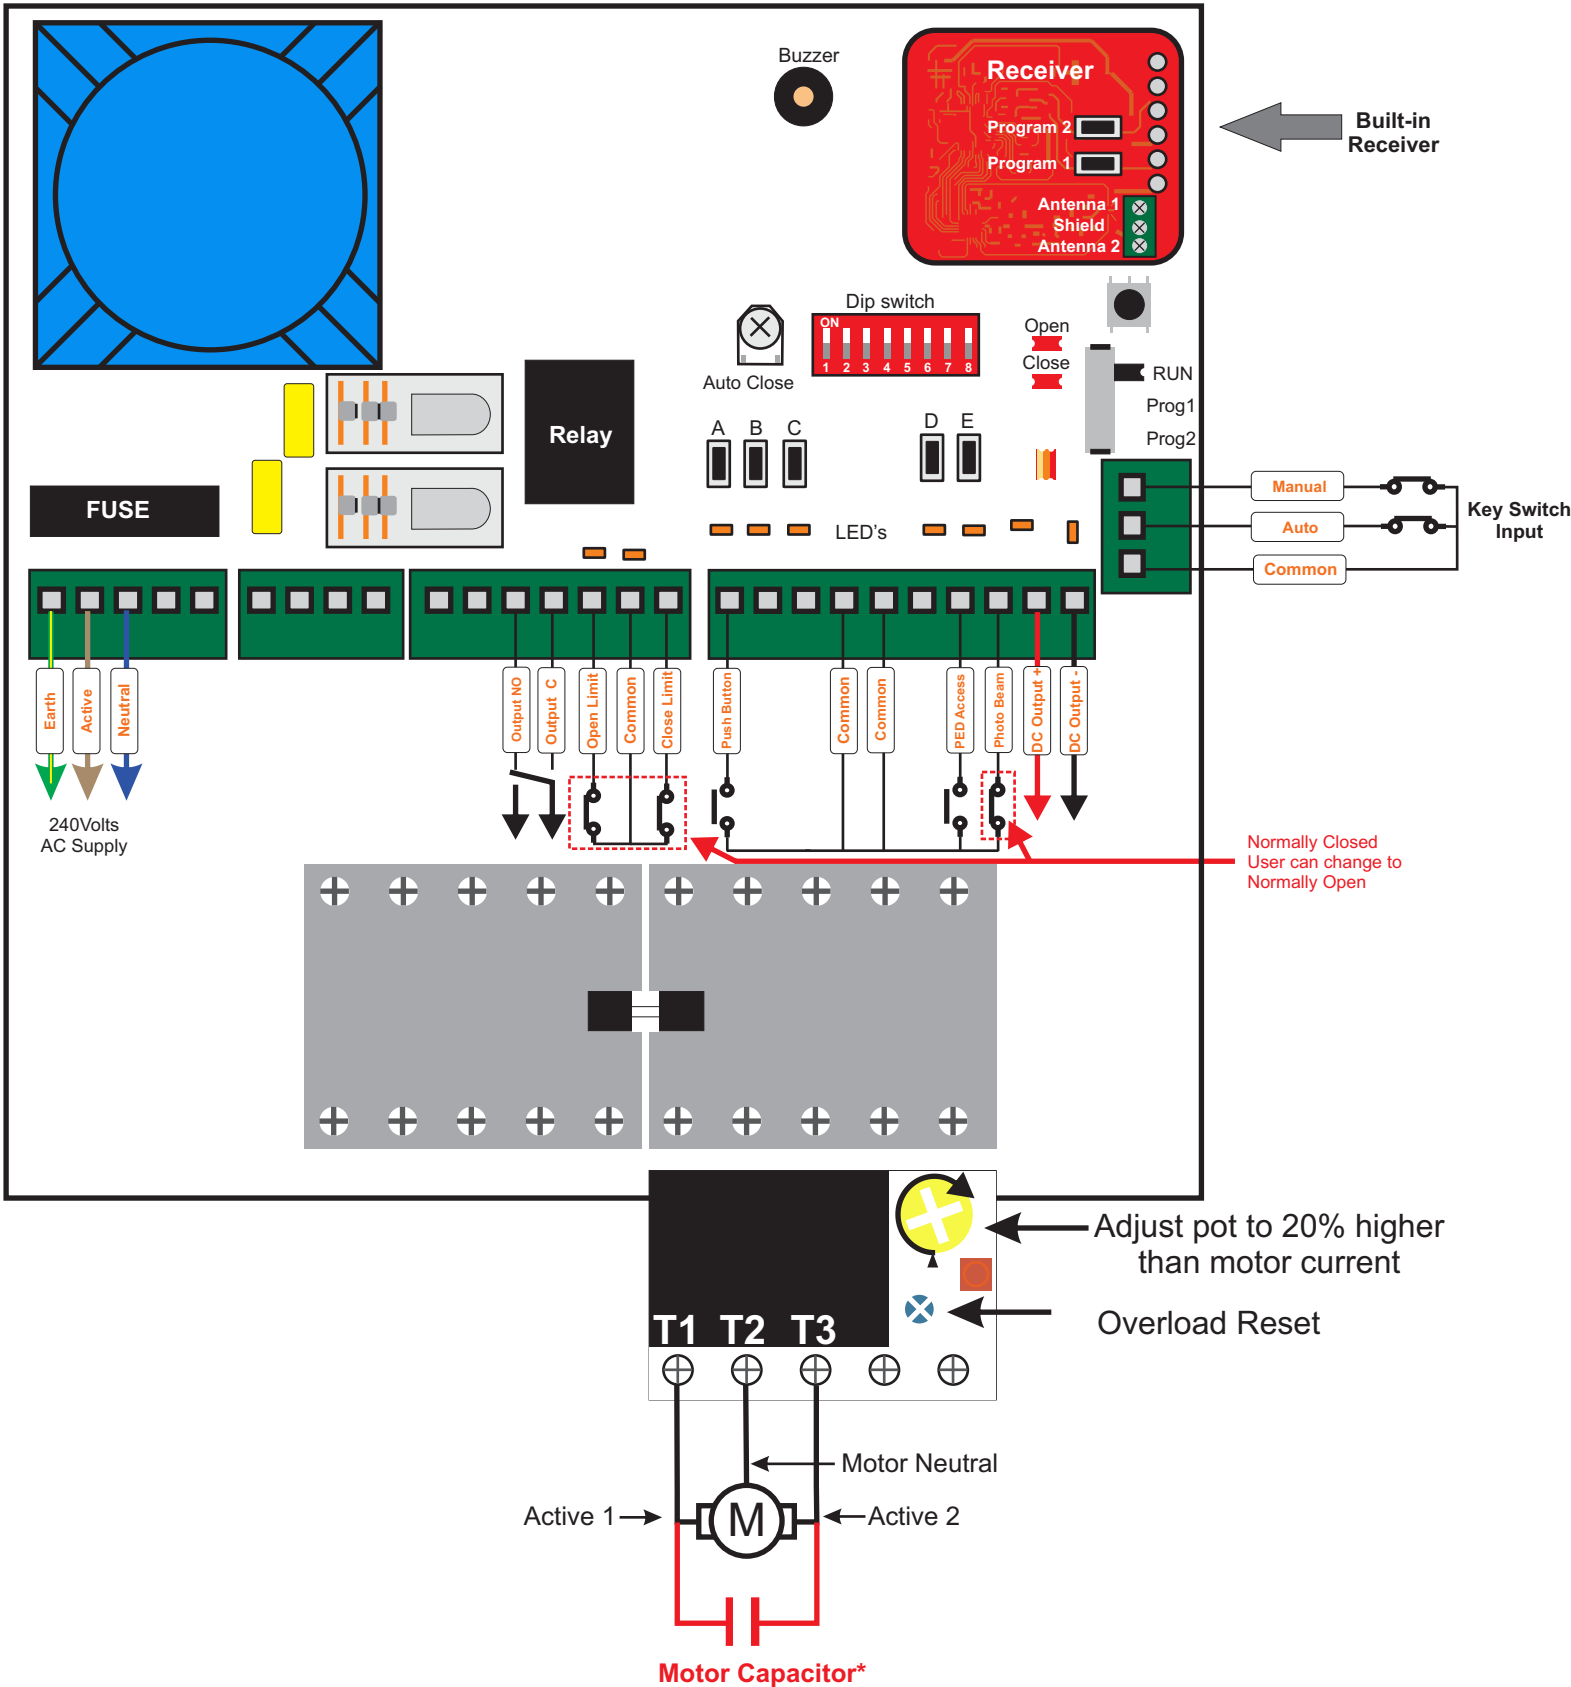 Buzzer
Receiver
Program 2
Program 1
Antenna 1
Shield
Antenna 2
Built-in
Receiver
Dip switch
ON
1 2 3 4 5 6 7 8
Auto Close
Open
Close
RUN
Prog1
Prog2
A B C
D E
Relay
FUSE
LED's
Manual
Auto
Common
Key Switch
Input
Earth
Active
Neutral
Output NO
Output C
Open Limit
Common
Close Limit
Push Button
Common
Common
PED Access
Photo Beam
DC Output +
DC Output -
240Volts
AC Supply
Normally Closed
User can change to
Normally Open
Adjust pot to 20% higher
than motor current
Overload Reset
T1 T2 T3
Motor Neutral
Active 1
M
Active 2
Motor Capacitor*